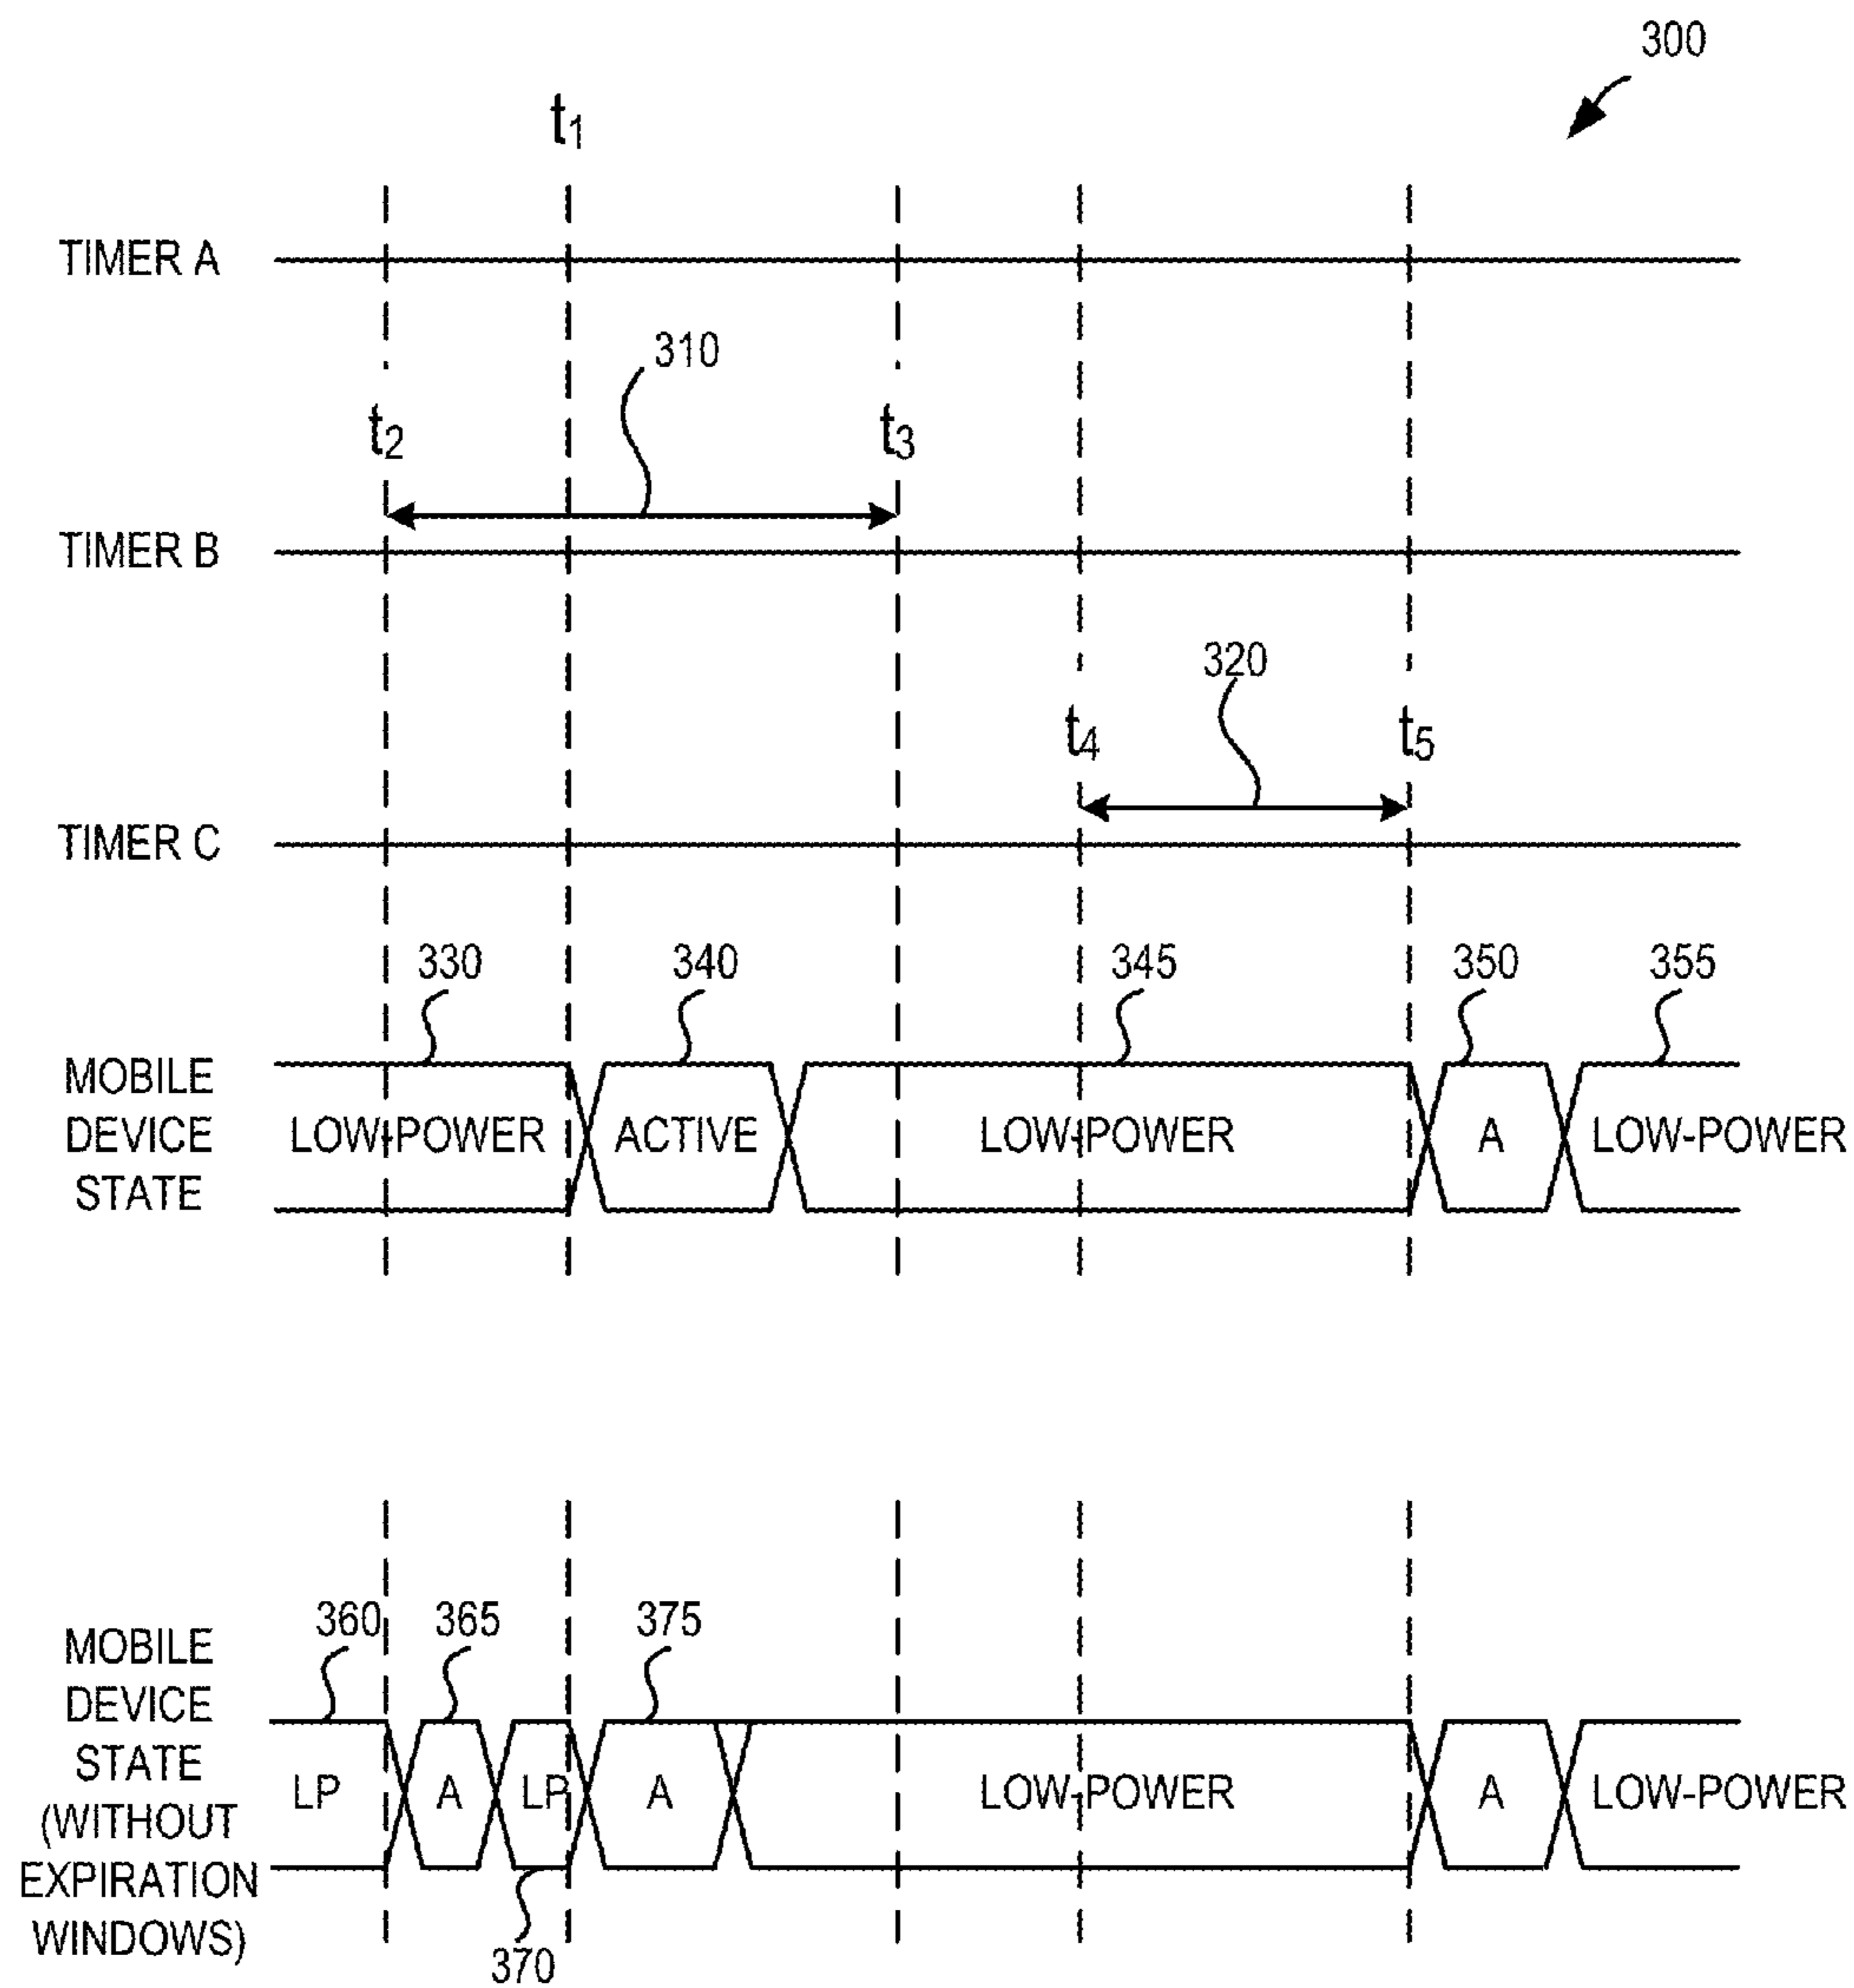 300
t1
TIMER A
310
t2
t3
TIMER B
320
t4
t5
TIMER C
330
340
345
350
355
MOBILE
DEVICE
STATE
LOW-POWER
ACTIVE
LOW-POWER
A
LOW-POWER
360
365
375
MOBILE
DEVICE
STATE
(WITHOUT
EXPIRATION
WINDOWS)
LP
A
LP
A
LOW-POWER
A
LOW-POWER
370